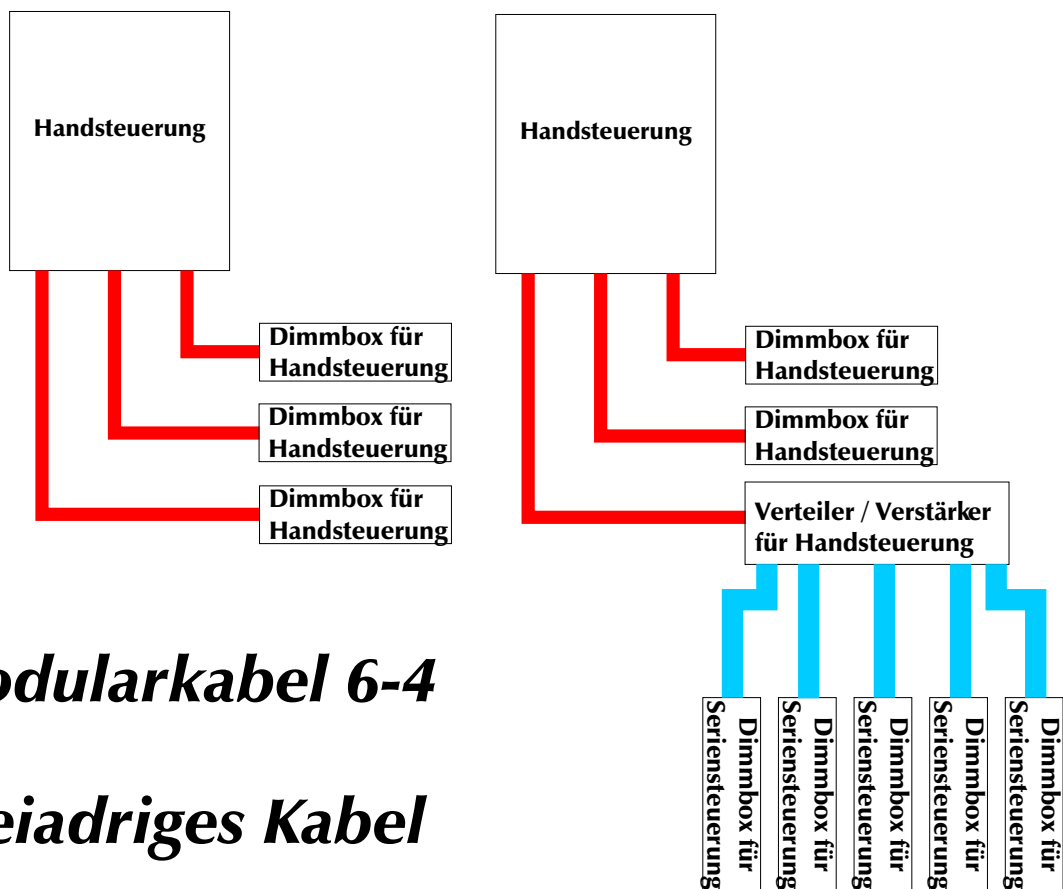 Handsteuerung
Dimmbox für
Handsteuerung
Dimmbox für
Handsteuerung
Dimmbox für
Handsteuerung
Handsteuerung
Dimmbox für
Handsteuerung
Dimmbox für
Handsteuerung
Verteiler / Verstärker
für Handsteuerung
Dimmbox für
Seriensteuerung
Dimmbox für
Seriensteuerung
Dimmbox für
Seriensteuerung
Dimmbox für
Seriensteuerung
Dimmbox für
Seriensteuerung
odularkabel 6-4
eiadriges Kabel